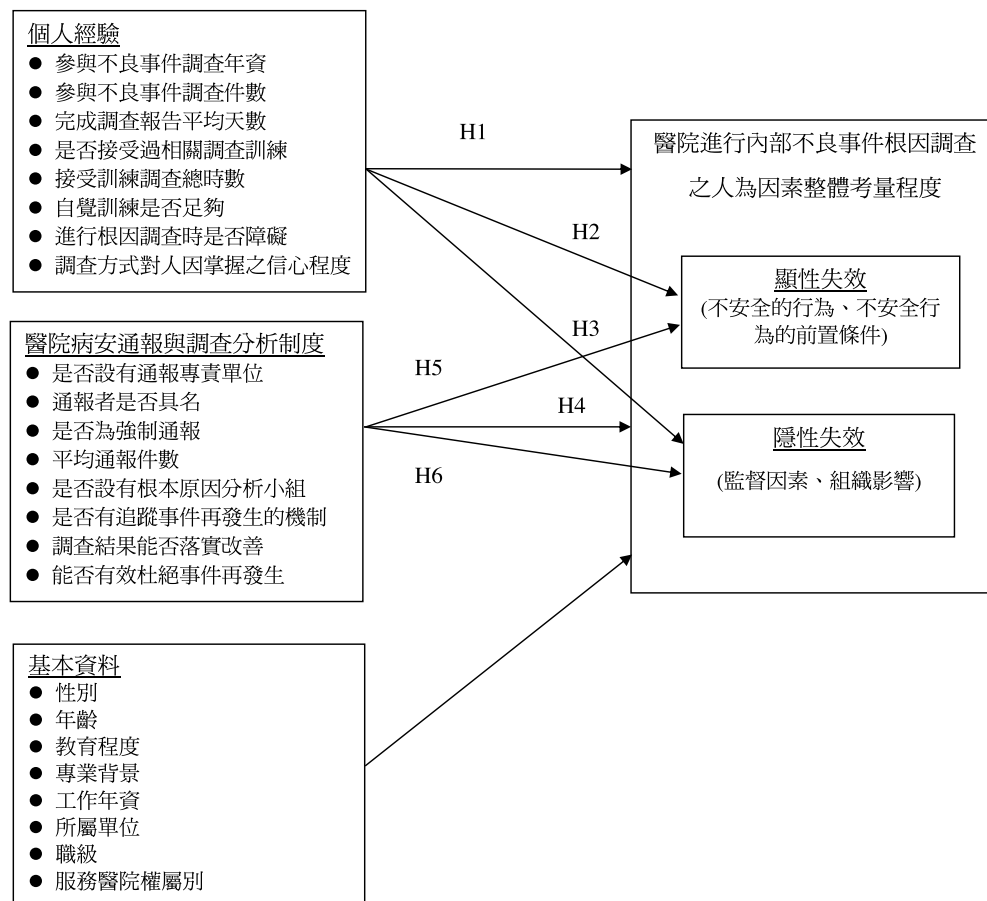 個人經驗
● 參與不良事件調查年資
● 參與不良事件調查件數
● 完成調查報告平均天數
● 是否接受過相關調查訓練
● 接受訓練調查總時數
● 自覺訓練是否足夠
● 進行根因調查時是否障礙
● 調查方式對人因掌握之信心程度
醫院病安通報與調查分析制度
● 是否設有通報專責單位
● 通報者是否具名
● 是否為強制通報
● 平均通報件數
● 是否設有根本原因分析小組
● 是否有追蹤事件再發生的機制
● 調查結果能否落實改善
● 能否有效杜絕事件再發生
基本資料
● 性別
● 年齡
● 教育程度
● 專業背景
● 工作年資
● 所屬單位
● 職級
● 服務醫院權屬別
H1
H2
H3
H5
H4
H6
醫院進行內部不良事件根因調查
之人為因素整體考量程度
顯性失效
(不安全的行為、不安全行
為的前置條件)
隱性失效
(監督因素、組織影響)